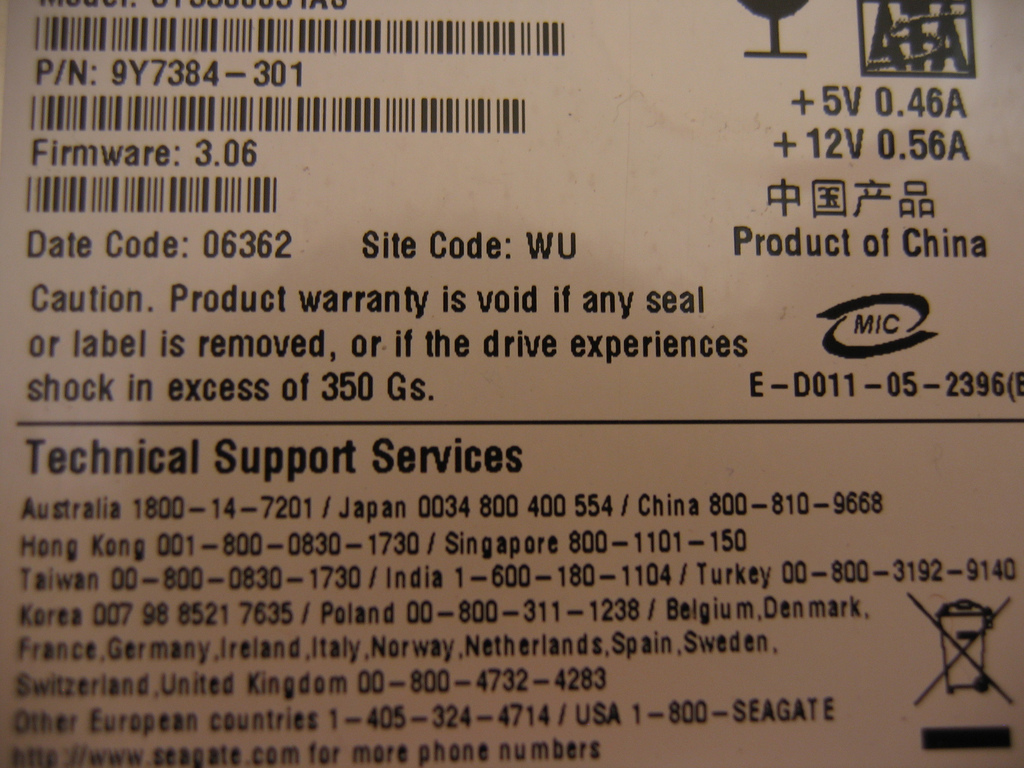 P/N: 9Y7384-301
Firmware: 3.06
Date Code: 06362 Site Code: WU
Caution. Product warranty is void if any seal
or label is removed, or if the drive experiences
shock in excess of 350 Gs.
+5V 0.46A
+12V 0.56A
中国产品
Product of China
MIC
E-D011-05-2396(B
Technical Support Services
Australia 1800-14-7201 / Japan 0034 800 400 554 / China 800-810-9668
Hong Kong 001-800-0830-1730 / Singapore 800-1101-150
Taiwan 00-800-0830-1730 / India 1-600-180-1104 / Turkey 00-800-3192-9140
Korea 007 98 8521 7635 / Poland 00-800-311-1238 / Belgium,Denmark,
France,Germany,Ireland,Italy,Norway,Netherlands,Spain,Sweden,
Switzerland,United Kingdom 00-800-4732-4283
Other European countries 1-405-324-4714 / USA 1-800-SEAGATE
http://www.seagate.com for more phone numbers